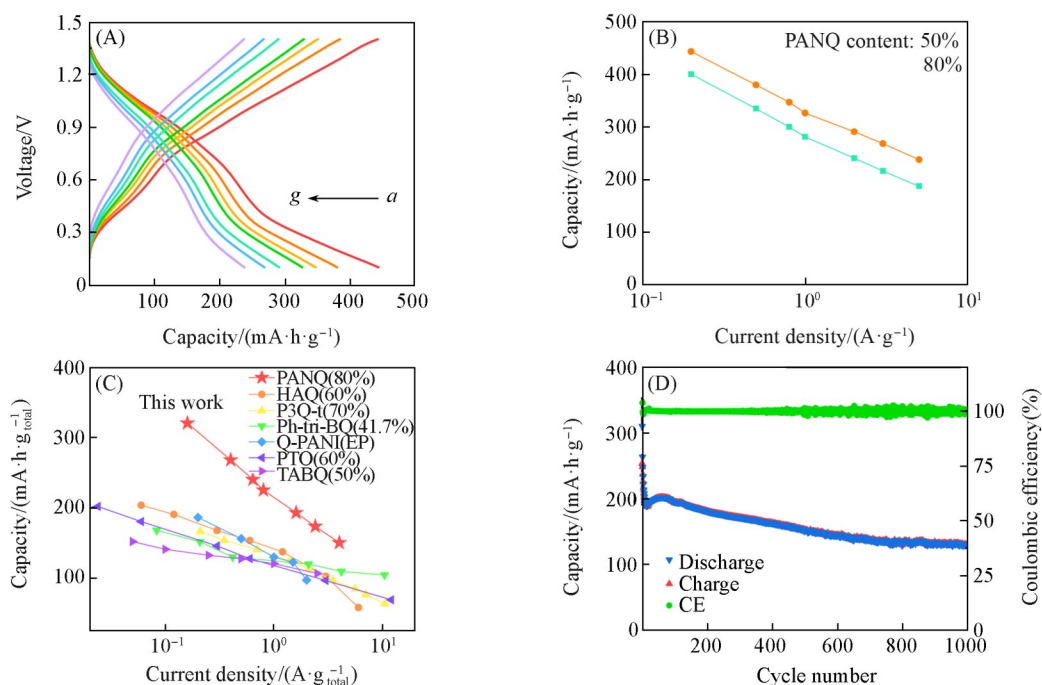 (A)
1.5
1.2
0.9
0.6
0.3
0
Voltage/V
g
a
100
200
300
400
500
Capacity/(mA·h·g⁻¹)
(B)
PANQ content: 50%
80%
500
400
300
200
100
0
Capacity/(mA·h·g⁻¹)
10⁻¹
10⁰
10¹
Current density/(A·g⁻¹)
(C)
PANQ(80%)
HAQ(60%)
P3Q-t(70%)
Ph-tri-BQ(41.7%)
Q-PANI(EP)
PTO(60%)
TABQ(50%)
This work
400
300
200
100
Capacity/(mA·h·g⁻¹total)
10⁻¹
10⁰
10¹
Current density/(A·g⁻¹total)
(D)
400
300
200
100
0
Capacity/(mA·h·g⁻¹)
Discharge
Charge
CE
100
75
50
25
0
Coulombic efficiency(%)
200
400
600
800
1000
Cycle number